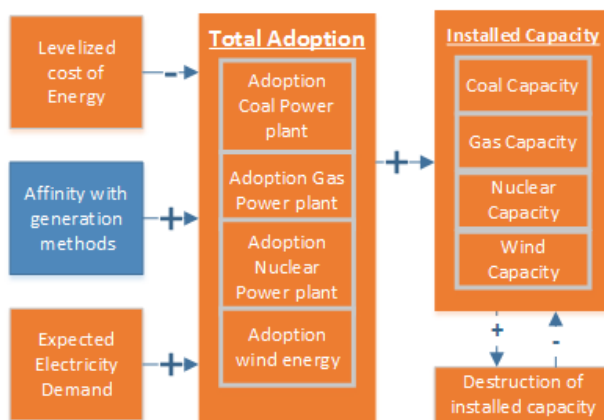 Levelized
cost of
Energy
-
Affinity with
generation
methods
+
Expected
Electricity
Demand
+
Total Adoption
Adoption
Coal Power
plant
Adoption Gas
Power plant
Adoption
Nuclear
Power plant
Adoption
wind energy
+
Installed Capacity
Coal Capacity
Gas Capacity
Nuclear
Capacity
Wind
Capacity
+
-
Destruction of
installed capacity